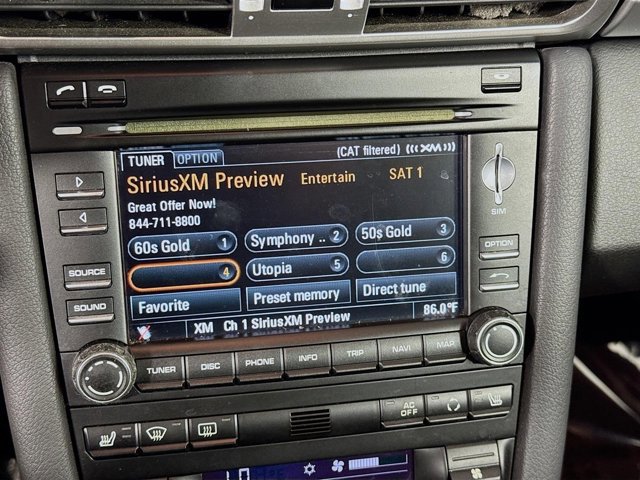 TUNER OPTION (CAT filtered) ((XM))
SiriusXM Preview Entertain SAT 1
Great Offer Now!
844-711-8800
60s Gold 1 Symphony .. 2 50s Gold 3
4 Utopia 5 6
Favorite Preset memory Direct tune
XM Ch 1 SiriusXM Preview 86.0°F
SIM
OPTION
SOURCE
SOUND
TUNER DISC PHONE INFO TRIP NAVI MAP
AC OFF